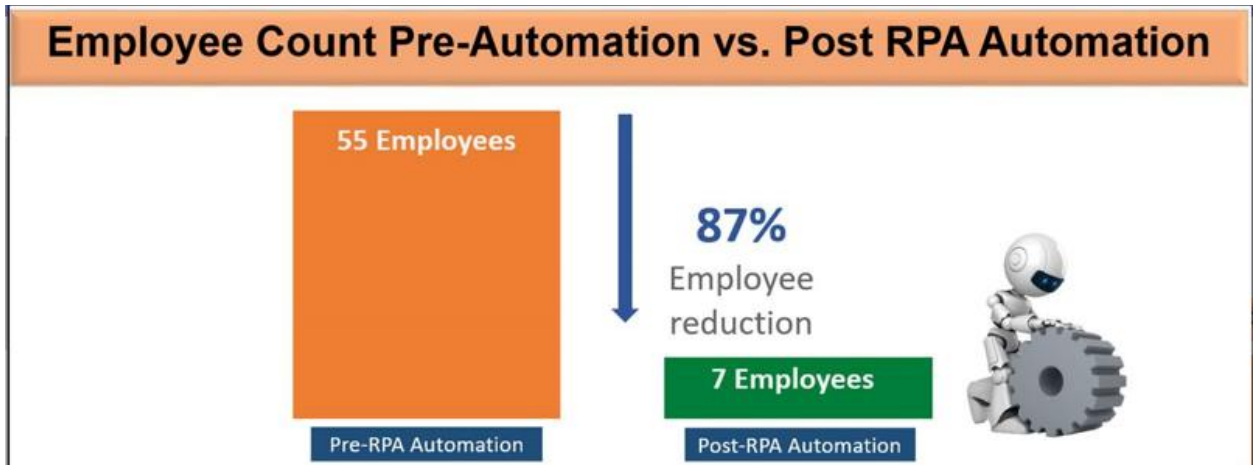 Employee Count Pre-Automation vs. Post RPA Automation
55 Employees
87%
Employee
reduction
7 Employees
Pre-RPA Automation
Post-RPA Automation